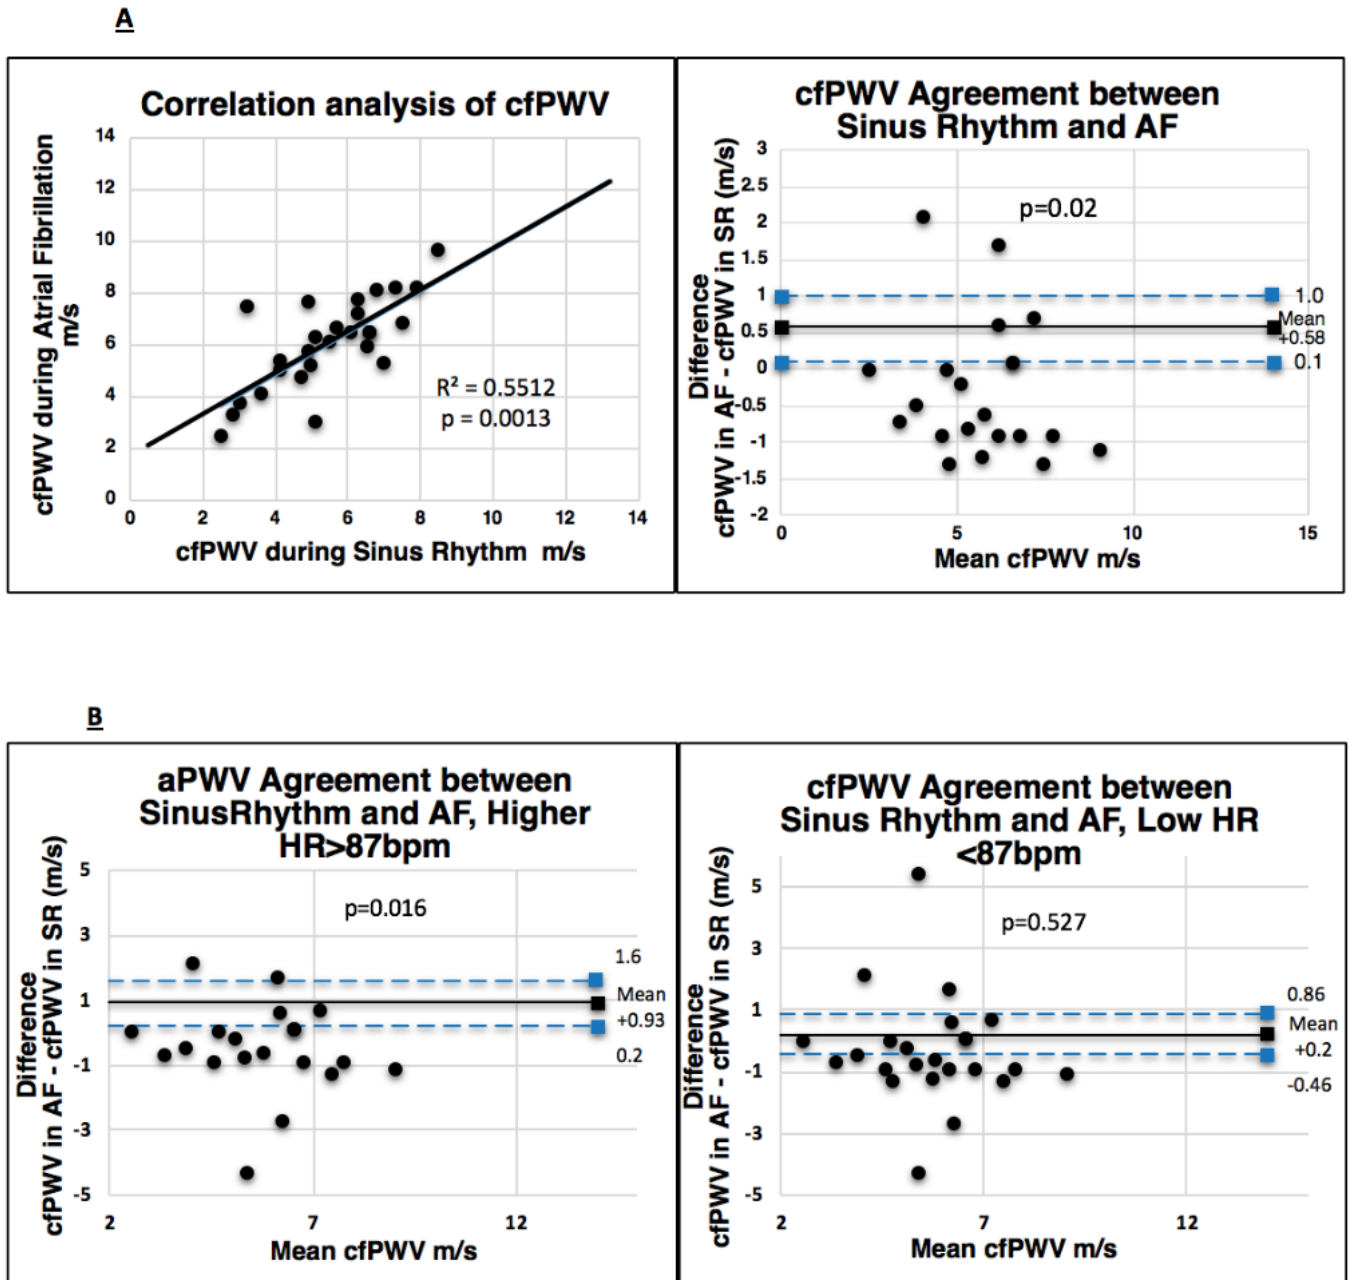 A
Correlation analysis of cfPWV
cfPWV during Atrial Fibrillation
m/s
14
12
10
8
6
4
2
0
R² = 0.5512
p = 0.0013
0 2 4 6 8 10 12 14
cfPWV during Sinus Rhythm m/s
cfPWV Agreement between
Sinus Rhythm and AF
Difference
cfPWV in AF - cfPWV in SR (m/s)
3
2.5
2
1.5
1
0.5
0
-0.5
-1
-1.5
-2
p=0.02
1.0
Mean
+0.58
0.1
0 5 10 15
Mean cfPWV m/s
B
aPWV Agreement between
SinusRhythm and AF, Higher
HR>87bpm
Difference
cfPWV in AF - cfPWV in SR (m/s)
5
3
1
-1
-3
-5
p=0.016
1.6
Mean
+0.93
0.2
2 7 12
Mean cfPWV m/s
cfPWV Agreement between
Sinus Rhythm and AF, Low HR
<87bpm
Difference
cfPWV in AF - cfPWV in SR (m/s)
5
3
1
-1
-3
-5
p=0.527
0.86
Mean
+0.2
-0.46
2 7 12
Mean cfPWV m/s